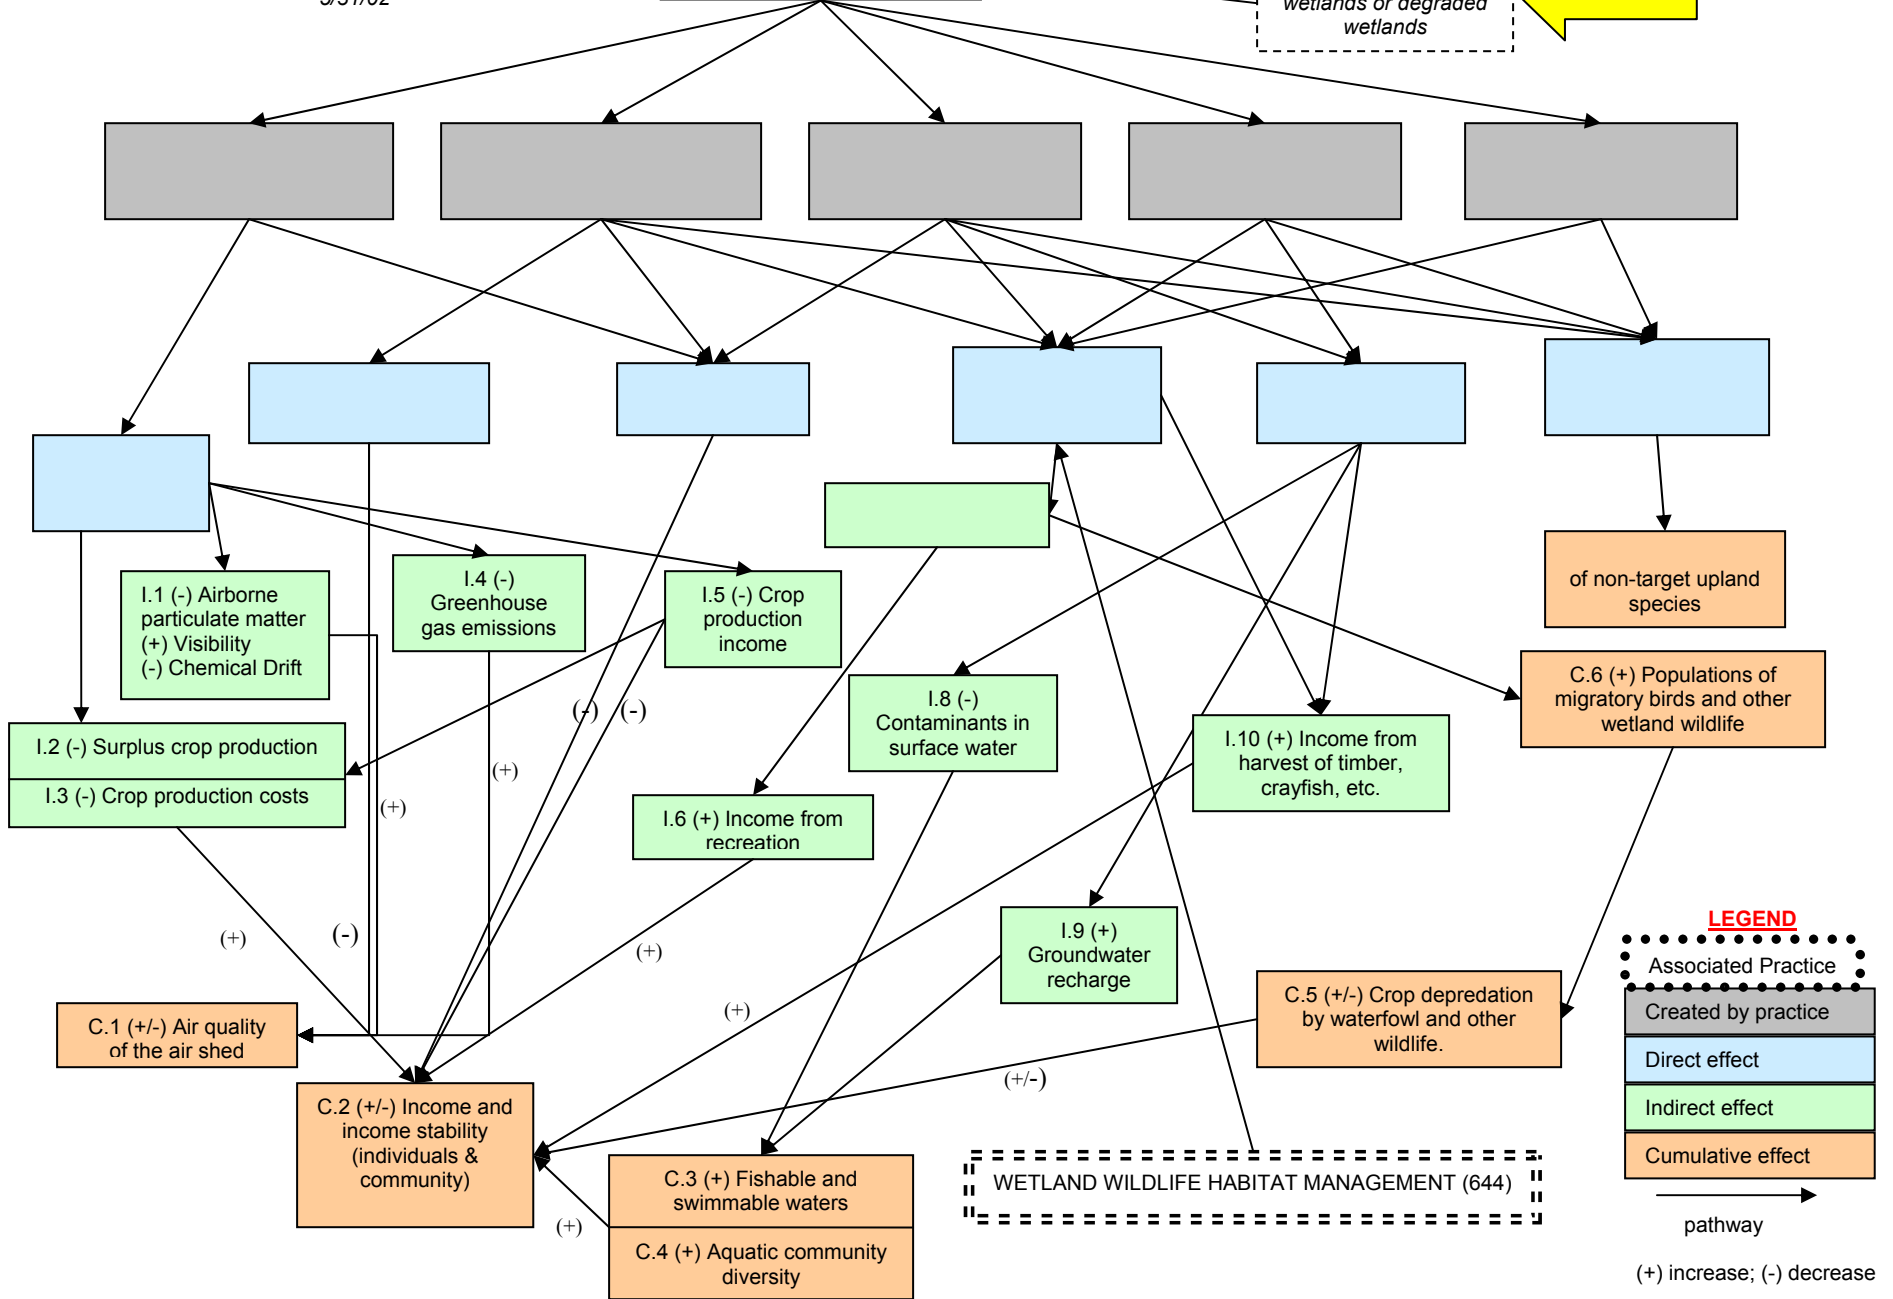 wetlands or degraded
wetlands
of non-target upland
species
I.1 (-) Airborne
particulate matter
(+) Visibility
(-) Chemical Drift
I.4 (-)
Greenhouse
gas emissions
I.5 (-) Crop
production
income
C.6 (+) Populations of
migratory birds and other
wetland wildlife
I.8 (-)
Contaminants in
surface water
I.10 (+) Income from
harvest of timber,
crayfish, etc.
(-)
(-)
I.2 (-) Surplus crop production
I.3 (-) Crop production costs
(+)
(+)
I.6 (+) Income from
recreation
(+)
(-)
(+)
I.9 (+)
Groundwater
recharge
(+)
C.5 (+/-) Crop depredation
by waterfowl and other
wildlife.
C.1 (+/-) Air quality
of the air shed
(+/-)
C.2 (+/-) Income and
income stability
(individuals &
community)
C.3 (+) Fishable and
swimmable waters
C.4 (+) Aquatic community
diversity
(+)
WETLAND WILDLIFE HABITAT MANAGEMENT (644)
LEGEND
Associated Practice
Created by practice
Direct effect
Indirect effect
Cumulative effect
pathway
(+) increase; (-) decrease